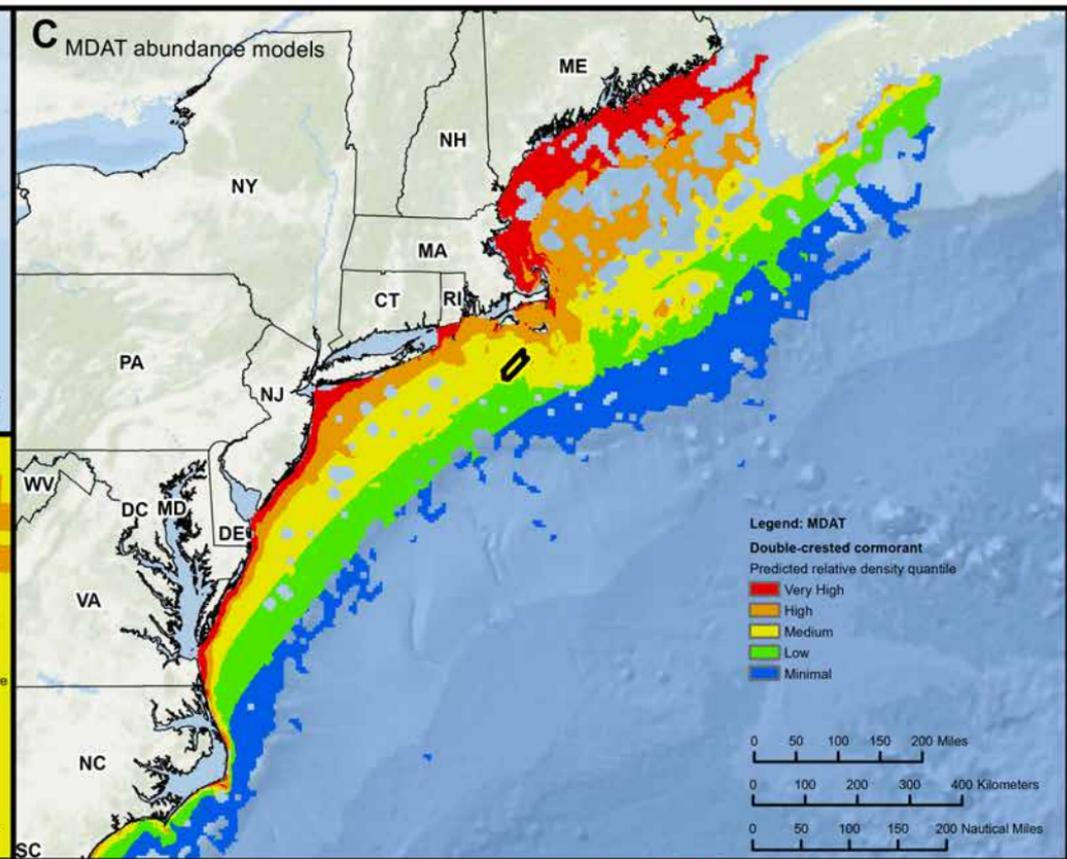 C MDAT abundance models
ME
NH
NY
MA
CT
RI
PA
NJ
WV
DC
MD
DE
VA
NC
SC
e
Legend: MDAT
Double-crested cormorant
Predicted relative density quantile
Very High
High
Medium
Low
Minimal
0 50 100 150 200 Miles
0 100 200 300 400 Kilometers
0 50 100 150 200 Nautical Miles